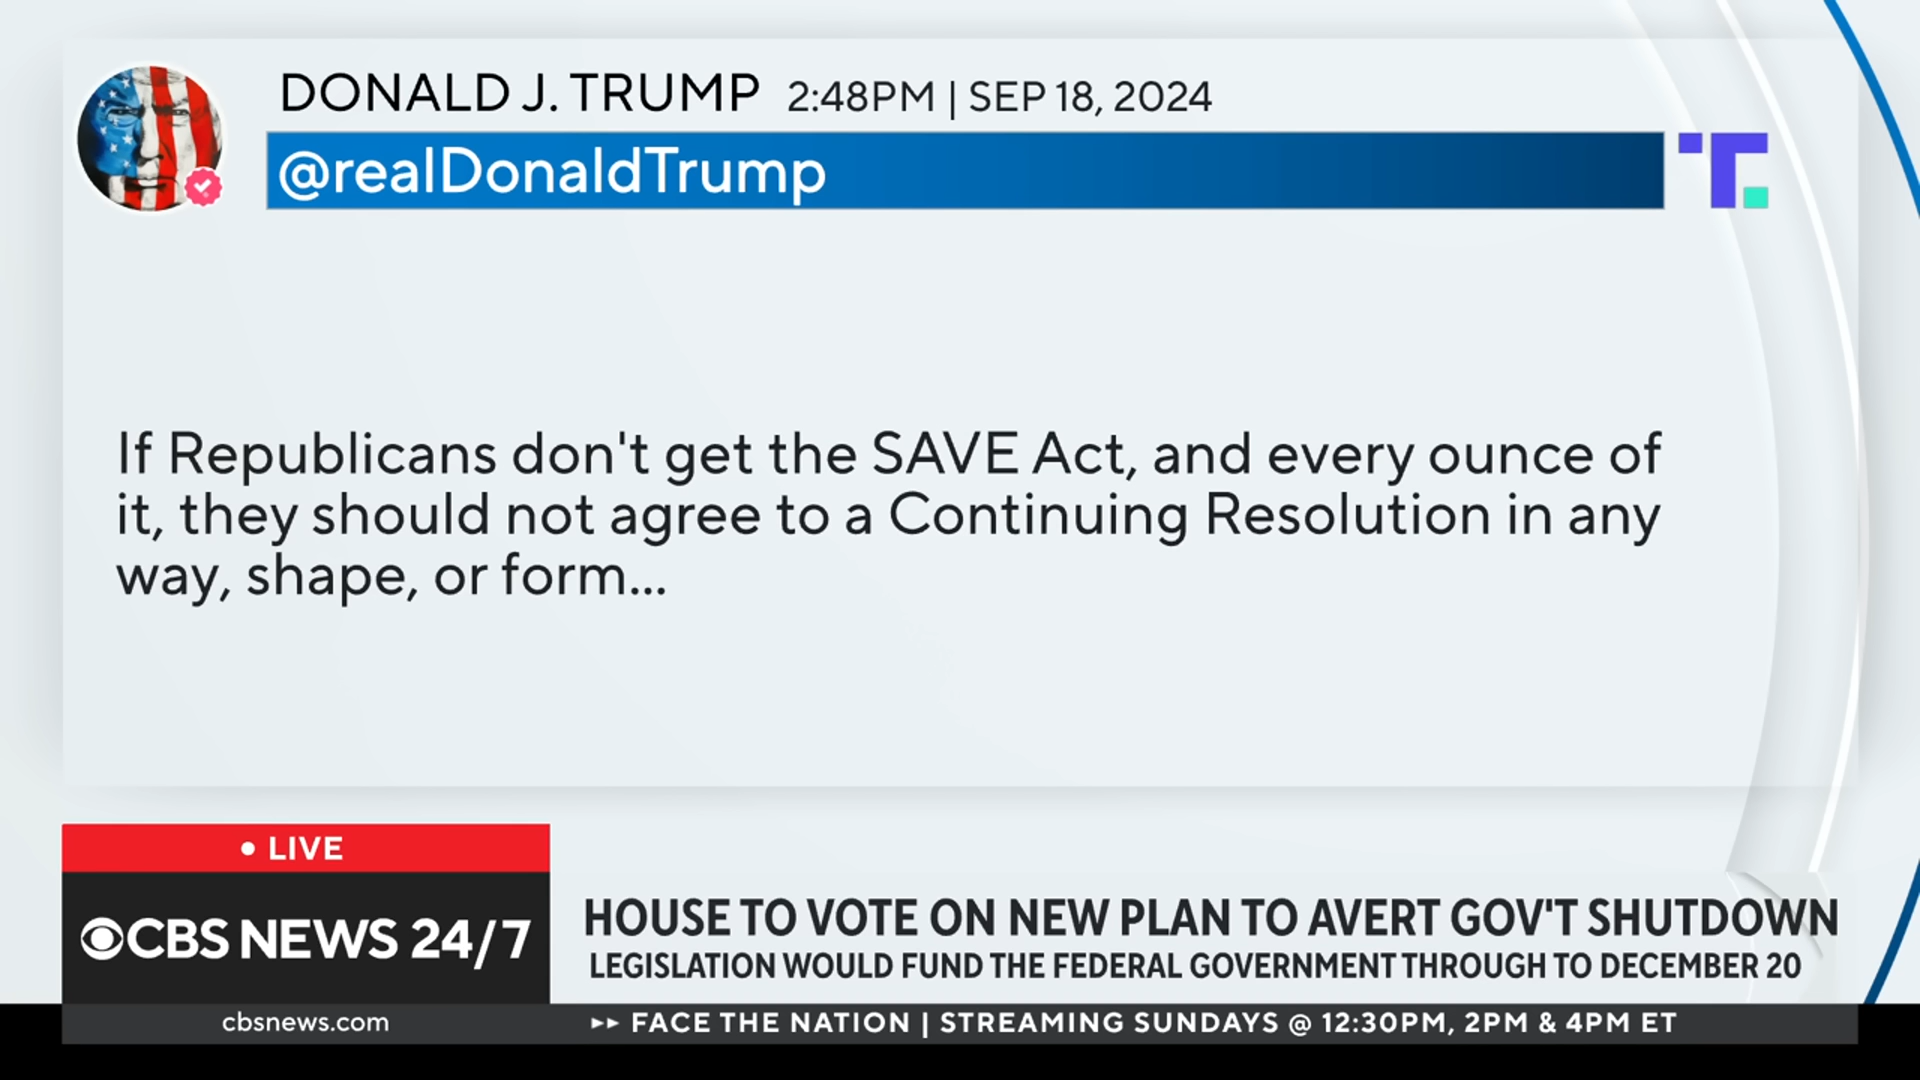 DONALD J. TRUMP 2:48PM | SEP 18, 2024
@realDonaldTrump
If Republicans don't get the SAVE Act, and every ounce of
it, they should not agree to a Continuing Resolution in any
way, shape, or form...
• LIVE
CBS NEWS 24/7
HOUSE TO VOTE ON NEW PLAN TO AVERT GOV'T SHUTDOWN
LEGISLATION WOULD FUND THE FEDERAL GOVERNMENT THROUGH TO DECEMBER 20
cbsnews.com
FACE THE NATION | STREAMING SUNDAYS @ 12:30PM, 2PM & 4PM ET